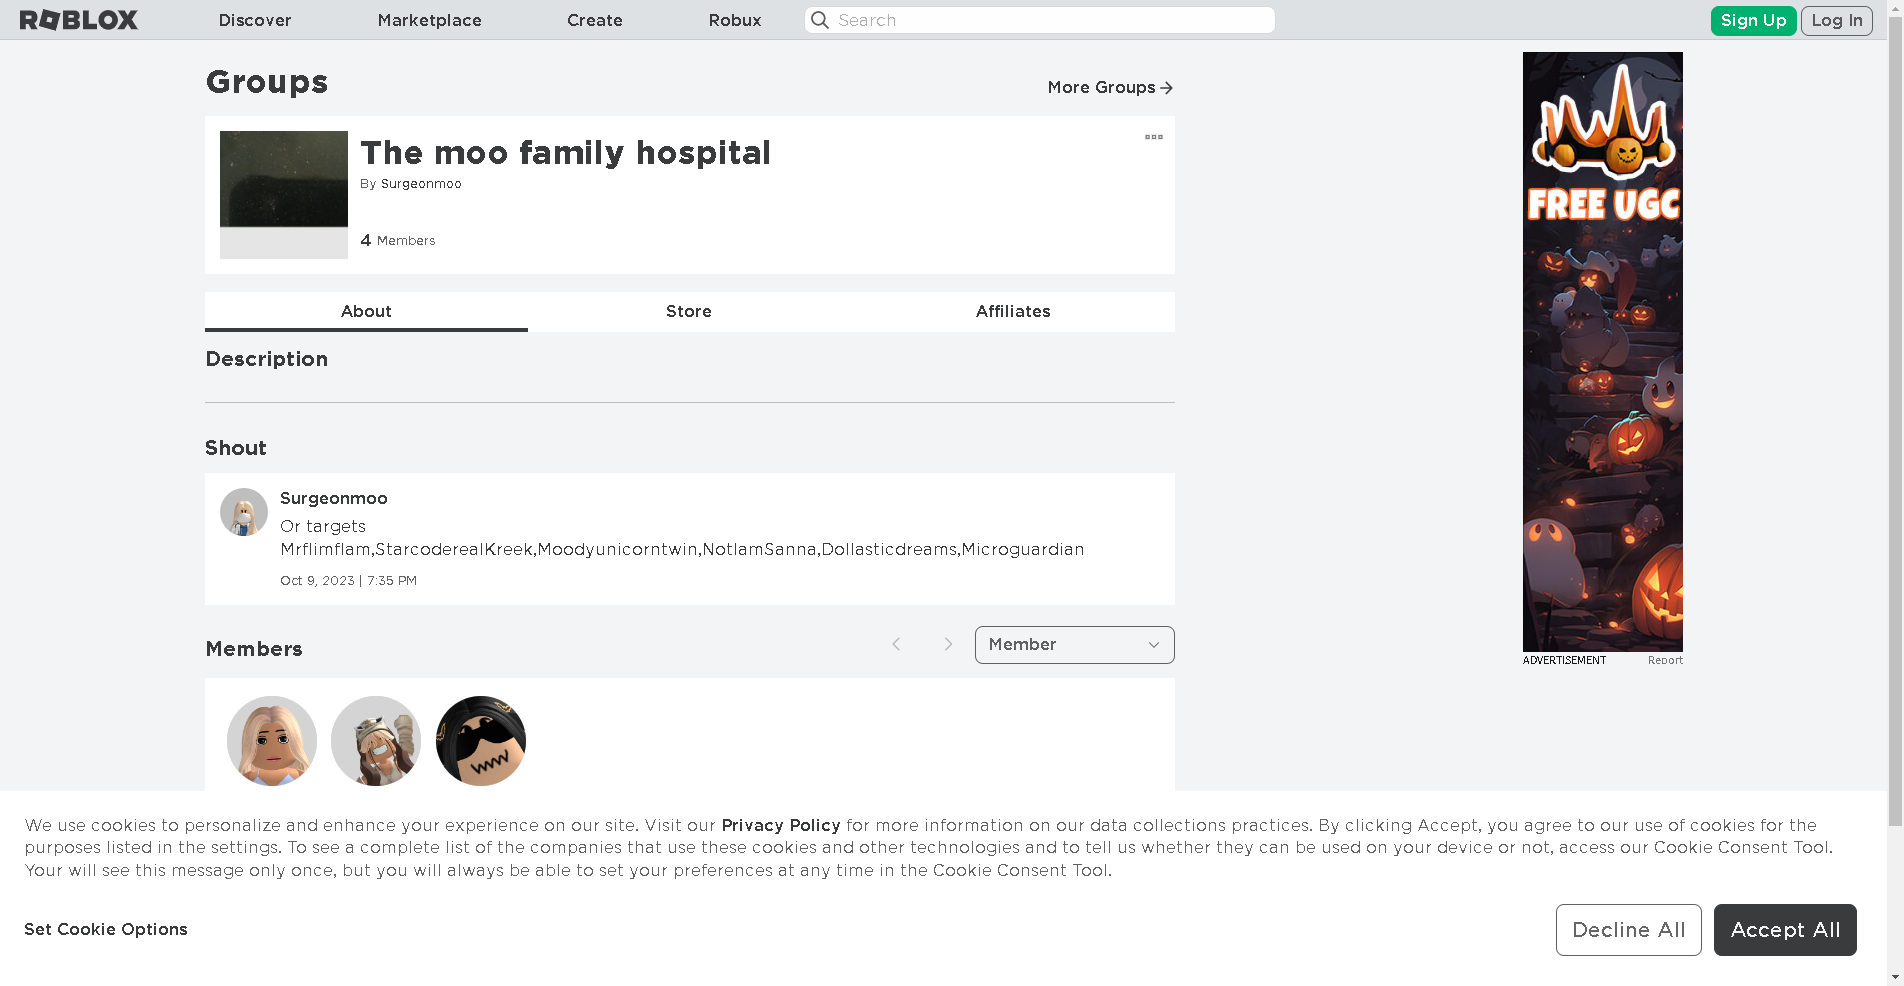 ROBLOX
Discover
Marketplace
Create
Robux
Search
Sign Up
Log In
Groups
More Groups
The moo family hospital
By Surgeonmoo
4 Members
About
Store
Affiliates
Description
Shout
Surgeonmoo
Or targets
Mrflimflam,StarcoderealKreek,Moodyunicorntwin,NotIamSanna,Dollasticdreams,Microguardian
Oct 9, 2023 | 7:35 PM
Members
Member
FREE UGC
ADVERTISEMENT
Report
We use cookies to personalize and enhance your experience on our site. Visit our Privacy Policy for more information on our data collections practices. By clicking Accept, you agree to our use of cookies for the
purposes listed in the settings. To see a complete list of the companies that use these cookies and other technologies and to tell us whether they can be used on your device or not, access our Cookie Consent Tool.
Your will see this message only once, but you will always be able to set your preferences at any time in the Cookie Consent Tool.
Set Cookie Options
Decline All
Accept All